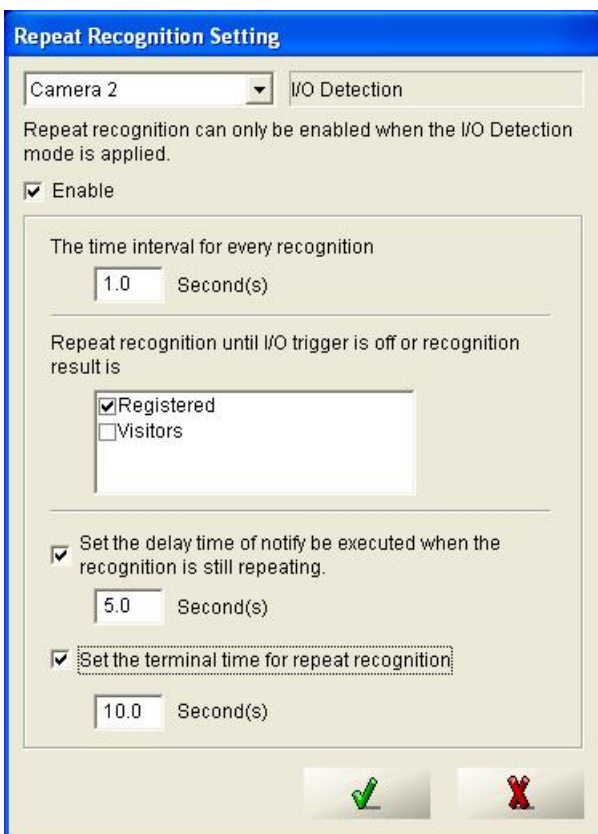 Repeat Recognition Setting
Camera 2
I/O Detection
Repeat recognition can only be enabled when the I/O Detection
mode is applied.
Enable
The time interval for every recognition
1.0 Second(s)
Repeat recognition until I/O trigger is off or recognition
result is
Registered
Visitors
Set the delay time of notify be executed when the
recognition is still repeating.
5.0 Second(s)
Set the terminal time for repeat recognition
10.0 Second(s)